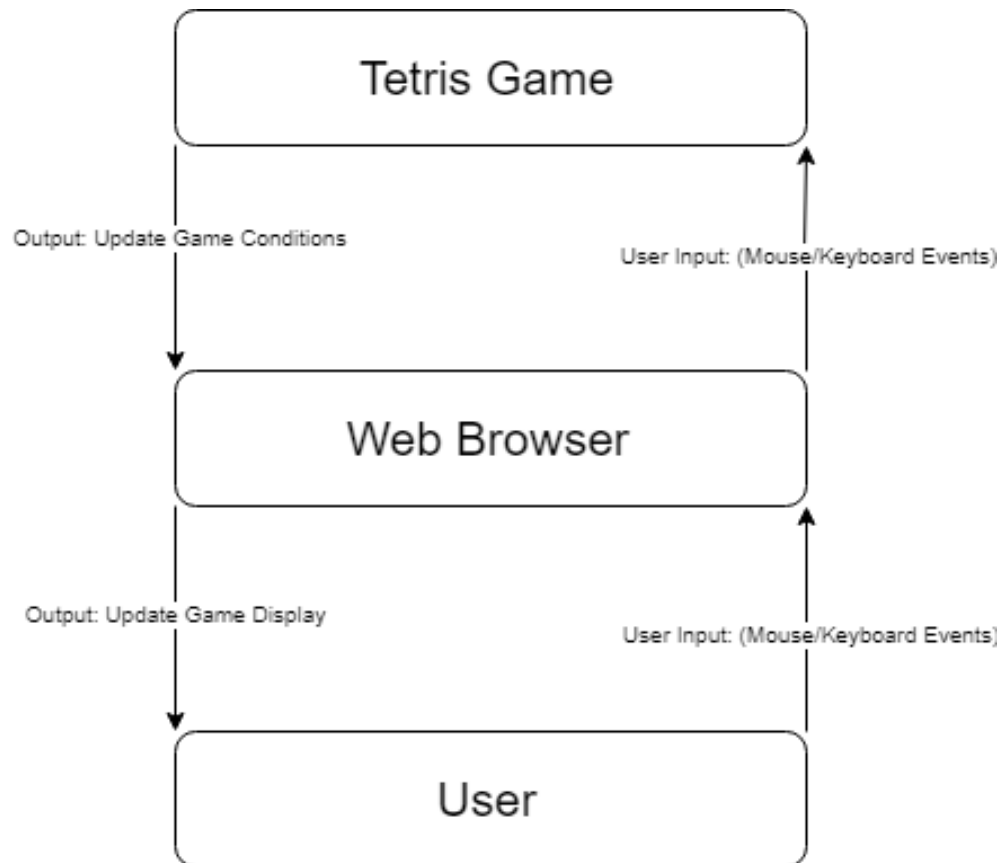 Tetris Game
Output: Update Game Conditions
User Input: (Mouse/Keyboard Events)
Web Browser
Output: Update Game Display
User Input: (Mouse/Keyboard Events)
User